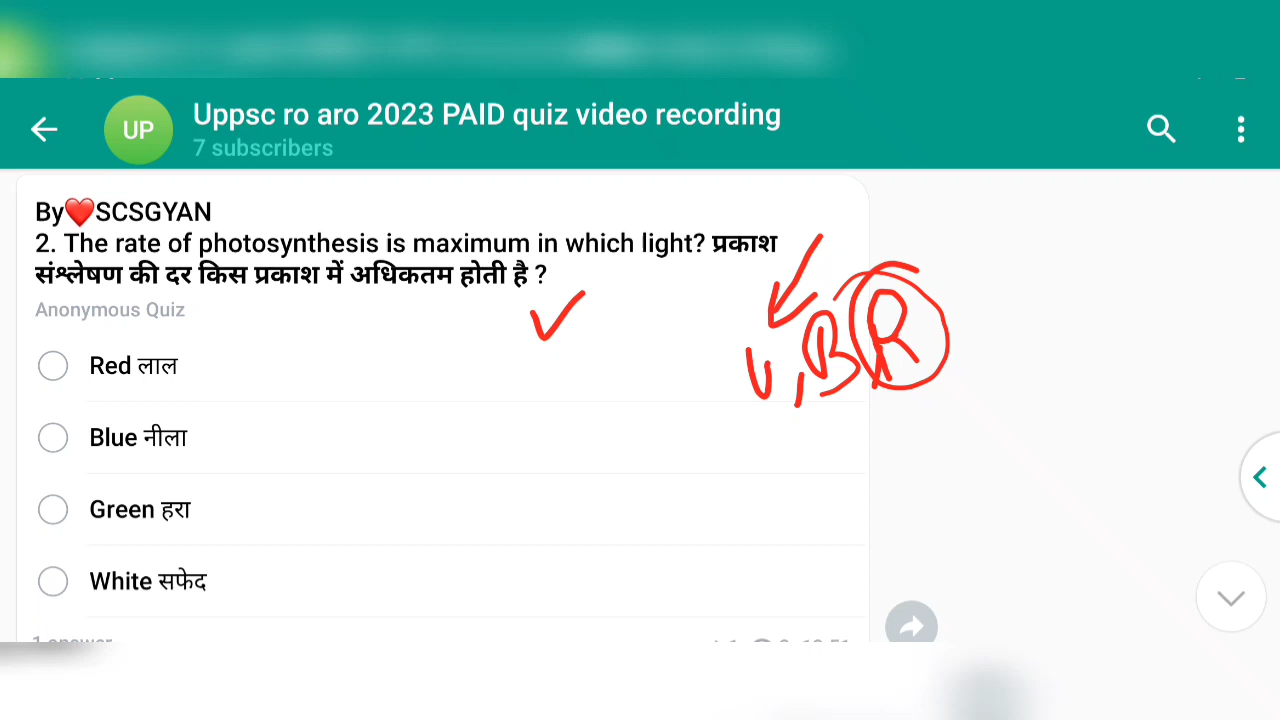 Uppsc ro aro 2023 PAID quiz video recording
UP
7 subscribers
By❤️SCSGYAN
2. The rate of photosynthesis is maximum in which light? प्रकाश
संश्लेषण की दर किस प्रकाश में अधिकतम होती है ?
Anonymous Quiz
Red लाल
Blue नीला
Green हरा
White सफेद
V, B R